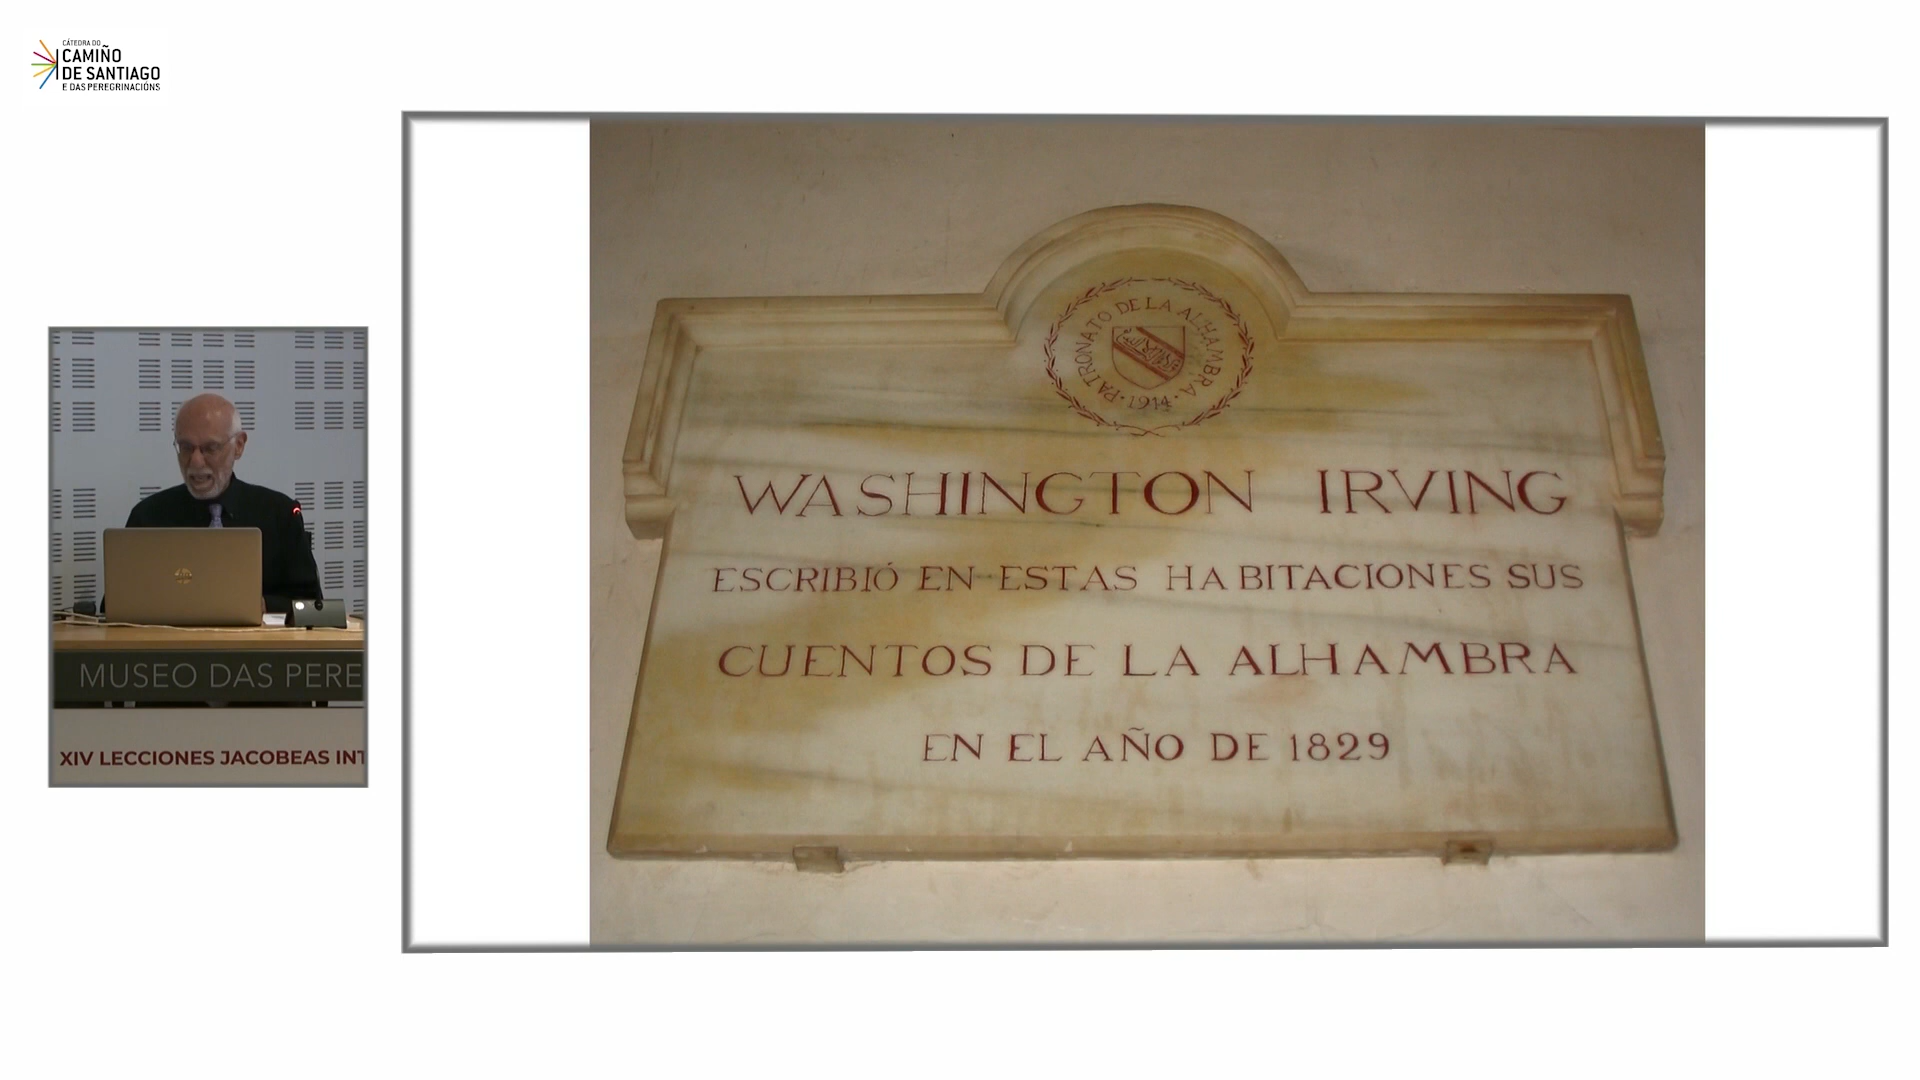 CÁTEDRA DO
CAMIÑO
DE SANTIAGO
E DAS PEREGRINACIÓNS
PATRONATO DE LA ALHAMBRA
· 1914 ·
WASHINGTON IRVING
ESCRIBIÓ EN ESTAS HABITACIONES SUS
CUENTOS DE LA ALHAMBRA
EN EL AÑO DE 1829
MUSEO DAS PERE
XIV LECCIONES JACOBEAS INT